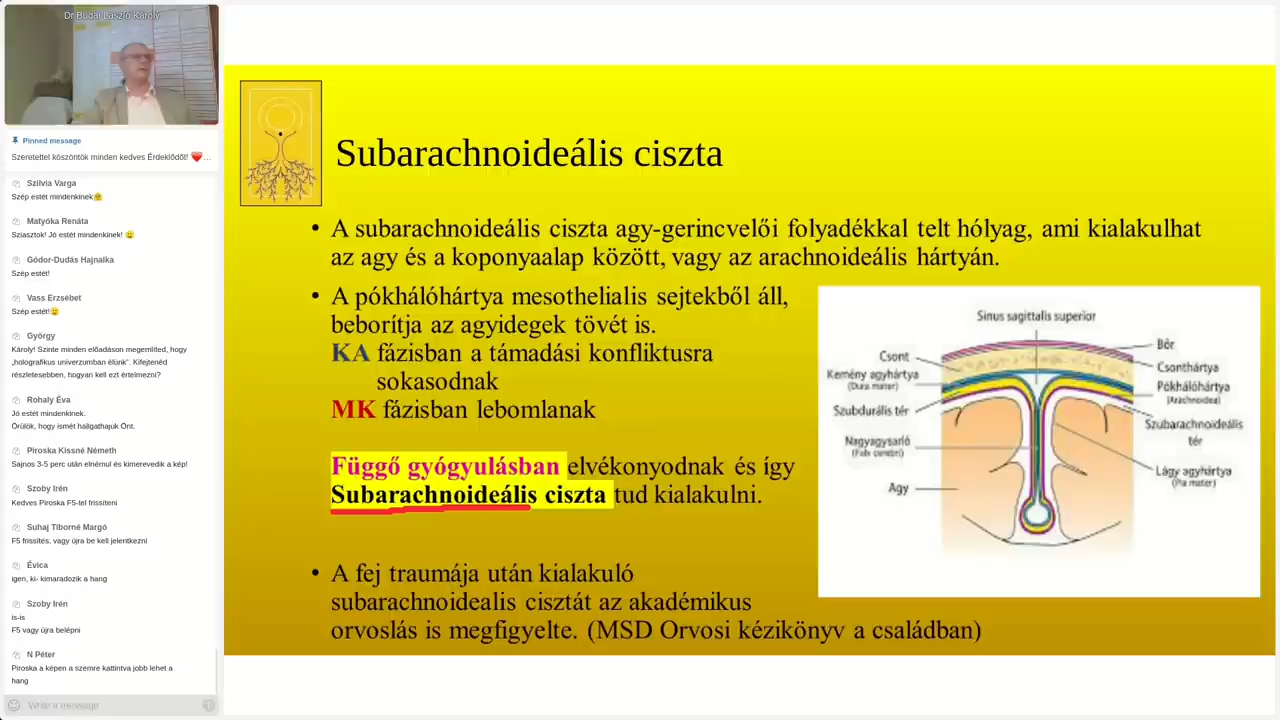 Dr Budai László Károly
Pinned message
Szeretettel köszöntök minden kedves Érdeklődőt! ❤️...
Szilvia Varga
Szép estét mindenkinek🤗
Matyóka Renáta
Sziasztok! Jó estét mindenkinek! 🙂
Gódor-Dudás Hajnalka
Szép estét!
Vass Erzsébet
Szép estét!🙂
György
Károly! Szinte minden előadáson megemlíted, hogy
„holografikus univerzumban élünk”. Kifejtenéd
részletesebben, hogyan kell ezt értelmezni?
Rohaly Éva
Jó estét mindenkinek.
Örülök, hogy ismét hallgathajuk Önt.
Piroska Kissné Németh
Sajnos 3-5 perc után elnémul és kimerevedik a kép!
Szoby Irén
Kedves Piroska F5-tel frissíteni
Suhaj Tiborné Margó
F5 frissítés, vagy újra be kell jelentkezni
Évica
igen, ki- kimaradozik a hang
Szoby Irén
is-is
F5 vagy újra belépni
N Péter
Piroska a képen a szemre kattintva jobb lehet a
hang
Write a message
Subarachnoideális ciszta
• A subarachnoideális ciszta agy-gerincvelői folyadékkal telt hólyag, ami kialakulhat
az agy és a koponyaalap között, vagy az arachnoideális hártyán.
• A pókhálóhártya mesothelialis sejtekből áll,
beborítja az agyidegek tövét is.
KA fázisban a támadási konfliktusra
sokasodnak
MK fázisban lebomlanak
Függő gyógyulásban elvékonyodnak és így
Subarachnoideális ciszta tud kialakulni.
• A fej traumája után kialakuló
subarachnoidealis cisztát az akadémikus
orvoslás is megfigyelte. (MSD Orvosi kézikönyv a családban)
Sinus sagittalis superior
Csont
Kemény agyhártya
(Dura mater)
Szubdurális tér
Nagyagysarló
(Falx cerebri)
Agy
Bőr
Csonthártya
Pókhálóhártya
(Arachnoidea)
Szubarachnoideális
tér
Lágy agyhártya
(Pia mater)